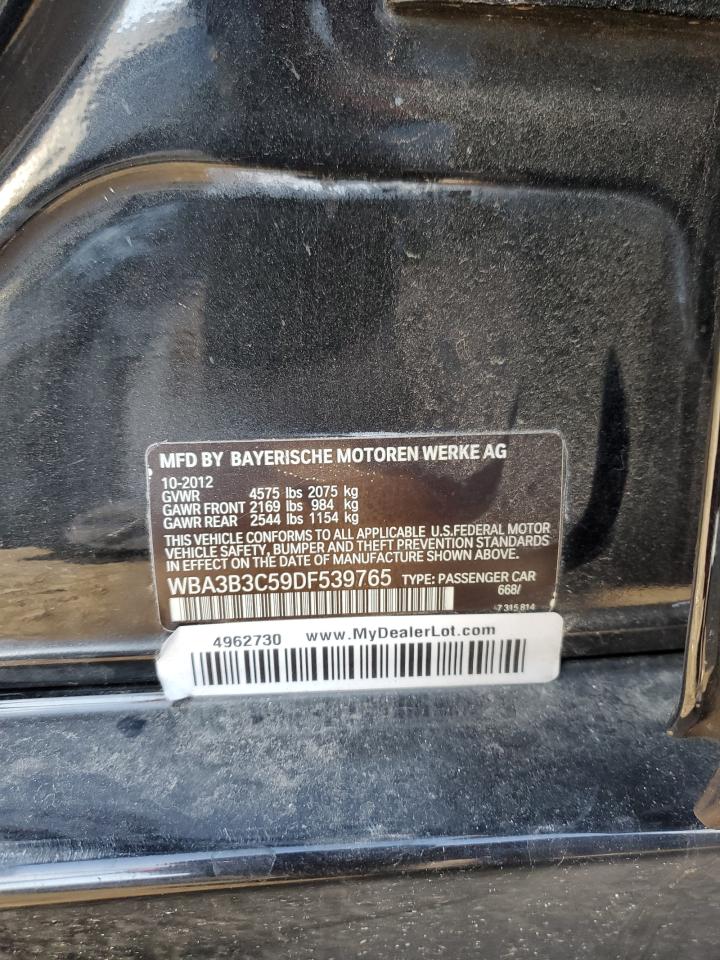 MFD BY BAYERISCHE MOTOREN WERKE AG
10-2012
GVWR 4575 lbs 2075 kg
GAWR FRONT 2169 lbs 984 kg
GAWR REAR 2544 lbs 1154 kg
THIS VEHICLE CONFORMS TO ALL APPLICABLE U.S.FEDERAL MOTOR
VEHICLE SAFETY, BUMPER AND THEFT PREVENTION STANDARDS
IN EFFECT ON THE DATE OF MANUFACTURE SHOWN ABOVE.
WBA3B3C59DF539765 TYPE: PASSENGER CAR
668/
7 315 814
4962730 www.MyDealerLot.com